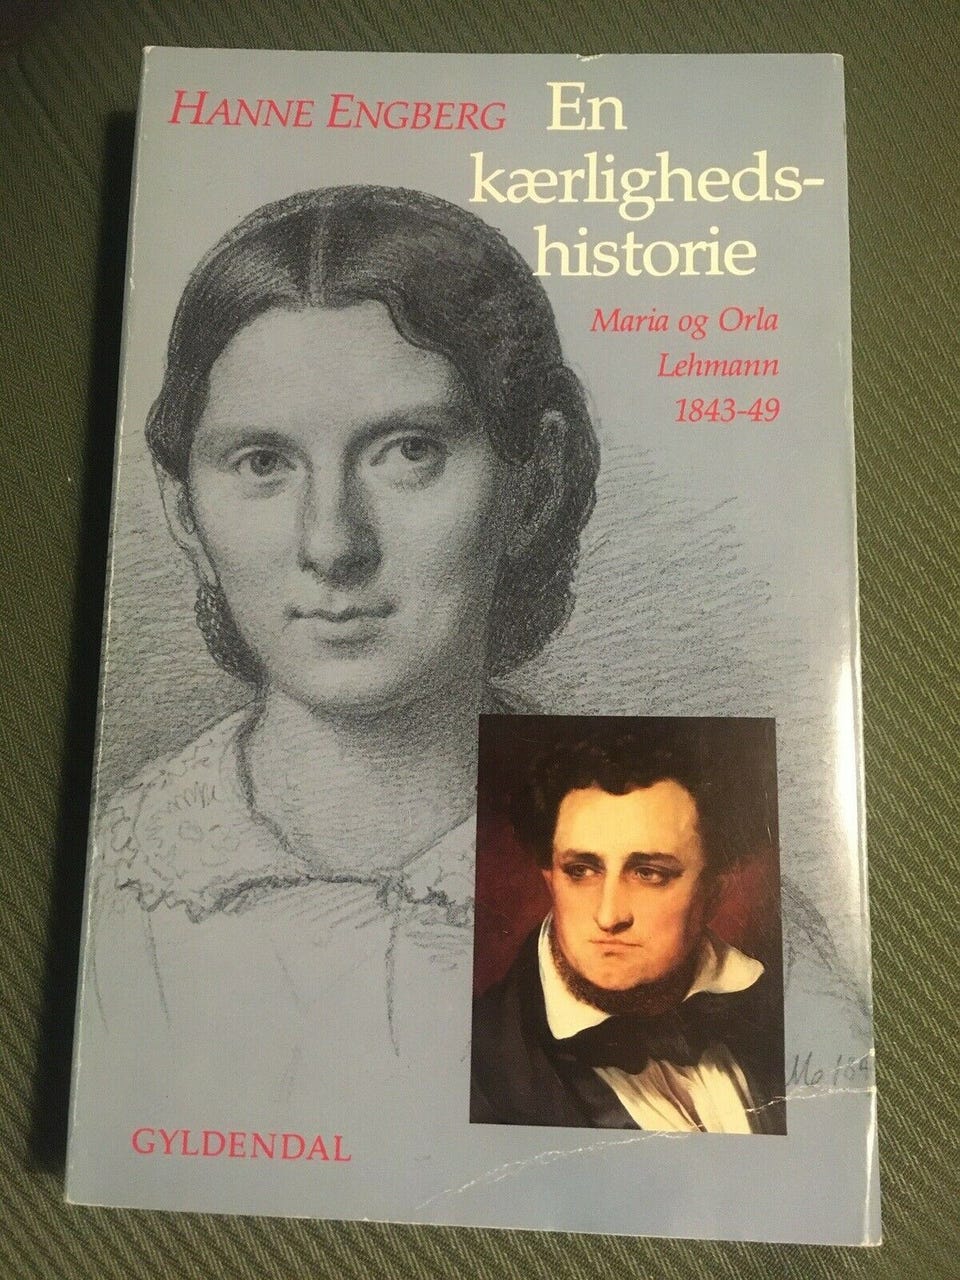 HANNE ENGBERG
En
kærligheds-
historie
Maria og Orla
Lehmann
1843-49
GYLDENDAL